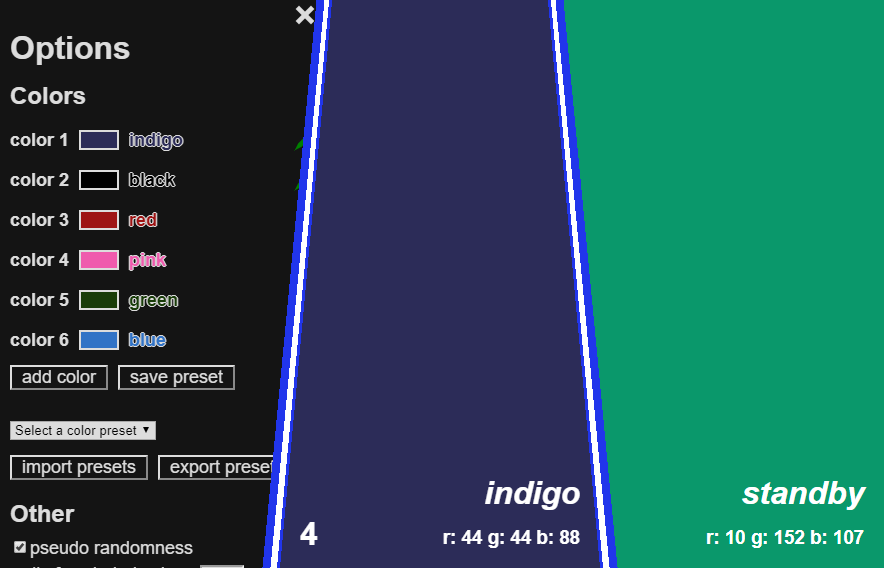 Options
Colors
color 1 indigo
color 2 black
color 3 red
color 4 pink
color 5 green
color 6 blue
add color save preset
Select a color preset
import presets export
Other
pseudo randomness
4
indigo
r: 44 g: 44 b: 88
standby
r: 10 g: 152 b: 107